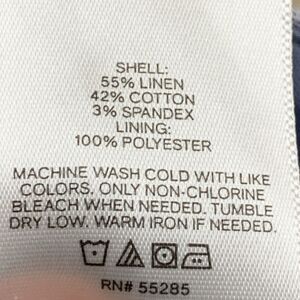 SHELL:
55% LINEN
42% COTTON
3% SPANDEX
LINING:
100% POLYESTER
MACHINE WASH COLD WITH LIKE
COLORS. ONLY NON-CHLORINE
BLEACH WHEN NEEDED. TUMBLE
DRY LOW. WARM IRON IF NEEDED.
RN# 55285